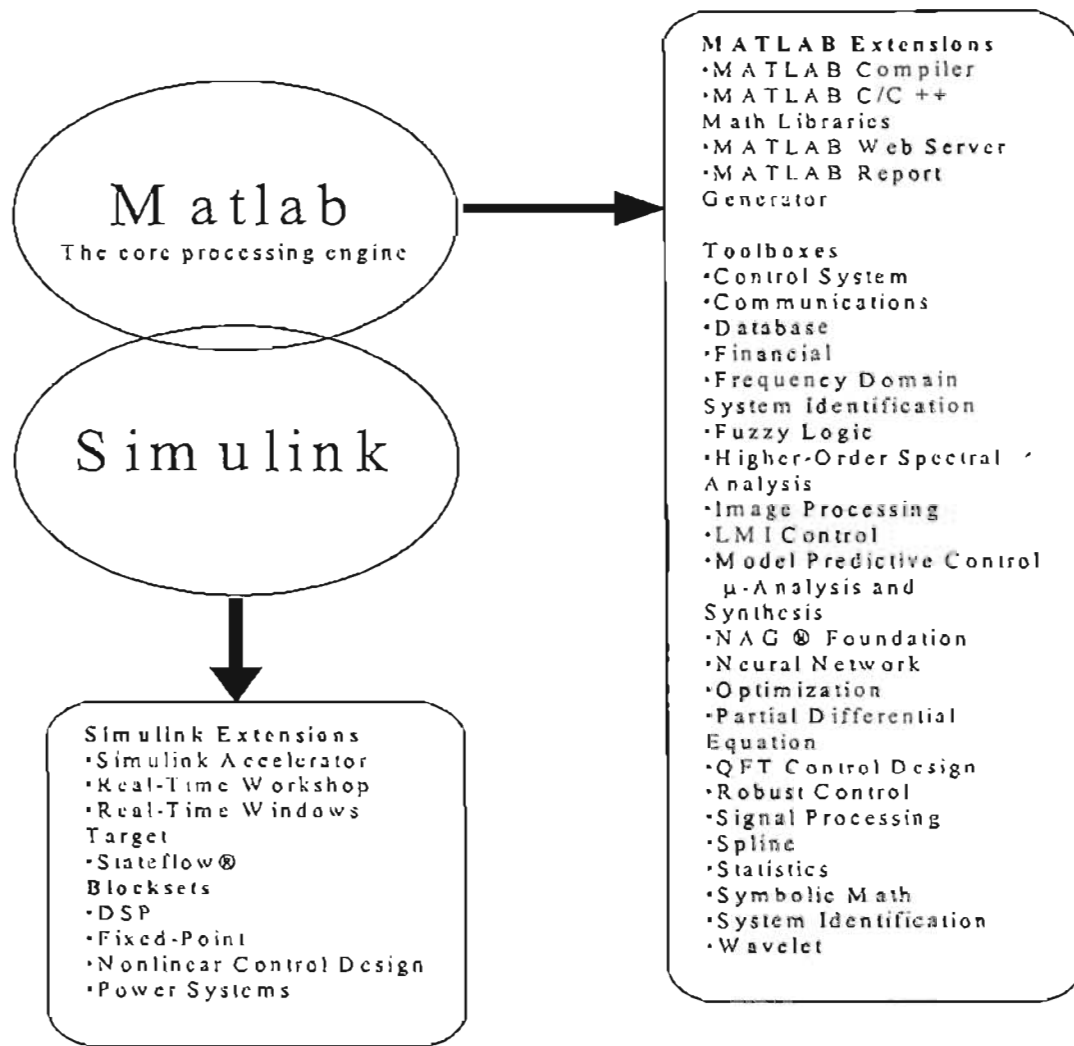 Matlab
The core processing engine
Simulink
MATLAB Extensions
•MATLAB Compiler
•MATLAB C/C ++
Math Libraries
•MATLAB Web Server
•MATLAB Report
Generator
Toolboxes
•Control System
•Communications
•Database
•Financial
•Frequency Domain
System Identification
•Fuzzy Logic
•Higher-Order Spectral
Analysis
•Image Processing
•LMI Control
•Model Predictive Control
μ-Analysis and
Synthesis
•NAG ® Foundation
•Neural Network
•Optimization
•Partial Differential
Equation
•QFT Control Design
•Robust Control
•Signal Processing
•Spline
•Statistics
•Symbolic Math
•System Identification
•Wavelet
Simulink Extensions
•Simulink Accelerator
•Real-Time Workshop
•Real-Time Windows
Target
•Stateflow®
Blocksets
•DSP
•Fixed-Point
•Nonlinear Control Design
•Power Systems